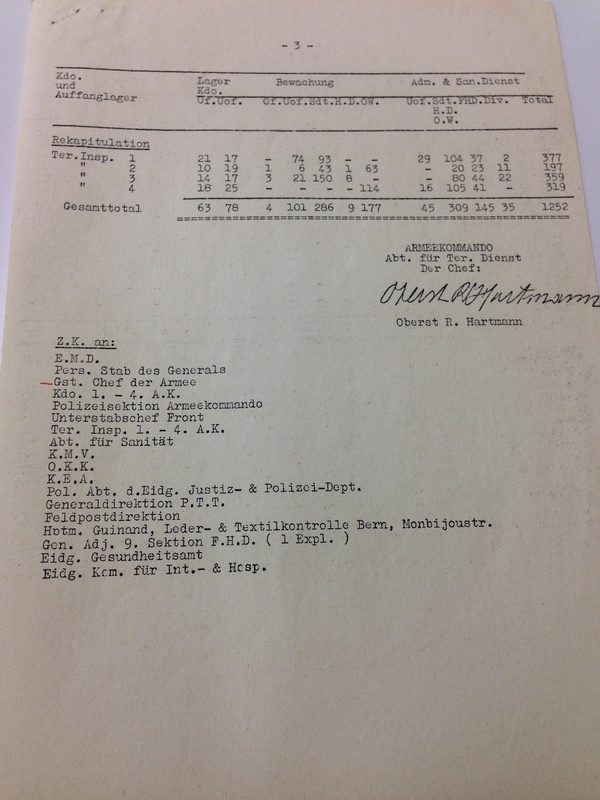 - 3 -
Kdo. Lager Bewachung Adm. & San.Dienst
und Kdo.
Auffanglager Of.Uof. Of.Uof.Sdt.H.D.OW. Uof.Sdt.FHD.Div. Total
H.D.
O.W.
Rekapitulation
Ter.Insp. 1 21 17 - 74 93 - - 29 104 37 2 377
" 2 10 19 1 6 43 1 63 - 20 23 11 197
" 3 14 17 3 21 150 8 - - 80 44 22 359
" 4 18 25 - - - - 114 16 105 41 - 319
Gesamttotal 63 78 4 101 286 9 177 45 309 145 35 1252
ARMEEKOMMANDO
Abt. für Ter. Dienst
Der Chef:
Oberst R. Hartmann
Oberst R. Hartmann
Z.K. an:
E.M.D.
Pers. Stab des Generals
Gst. Chef der Armee
Kdo. 1. - 4. A.K.
Polizeisektion Armeekommando
Unterstabschef Front
Ter. Insp. 1. - 4. A.K.
Abt. für Sanität
K.M.V.
O.K.K.
K.E.A.
Pol. Abt. d.Eidg. Justiz- & Polizei-Dept.
Generaldirektion P.T.T.
Feldpostdirektion
Hptm. Guinand, Leder- & Textilkontrolle Bern, Monbijoustr.
Gen. Adj. 9. Sektion F.H.D. ( 1 Expl. )
Eidg. Gesundheitsamt
Eidg. Kom. für Int.- & Hosp.